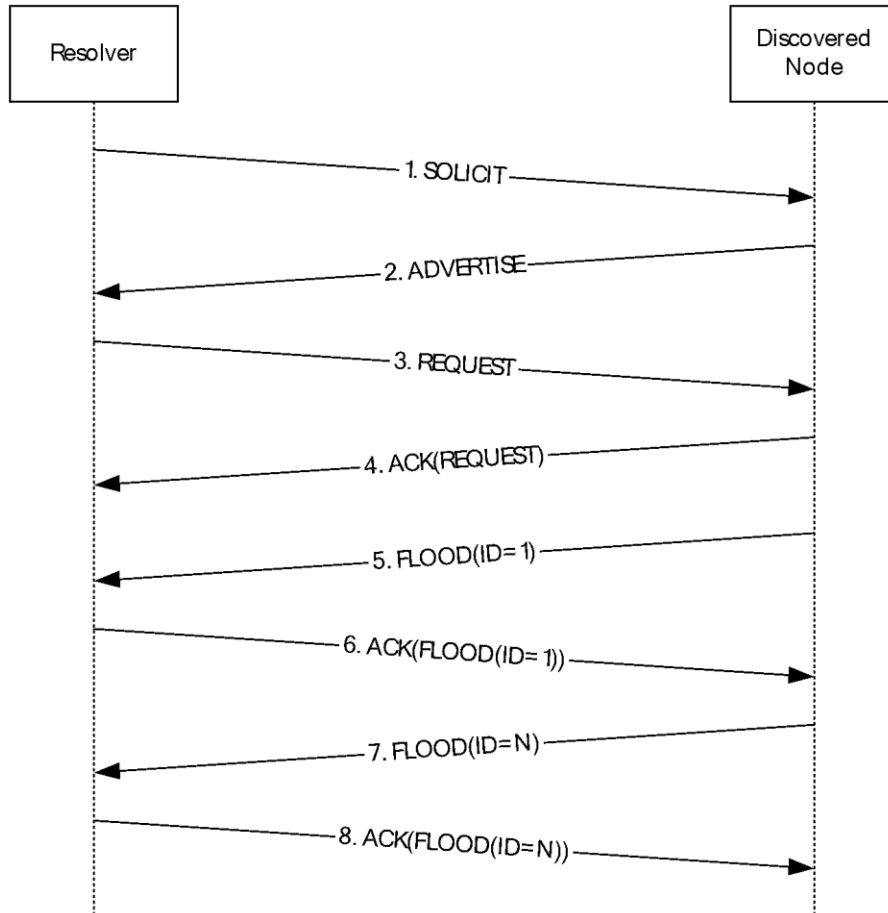 Resolver
Discovered
Node
1. SOLICIT
2. ADVERTISE
3. REQUEST
4. ACK(REQUEST)
5. FLOOD(ID=1)
6. ACK(FLOOD(ID=1))
7. FLOOD(ID=N)
8. ACK(FLOOD(ID=N))